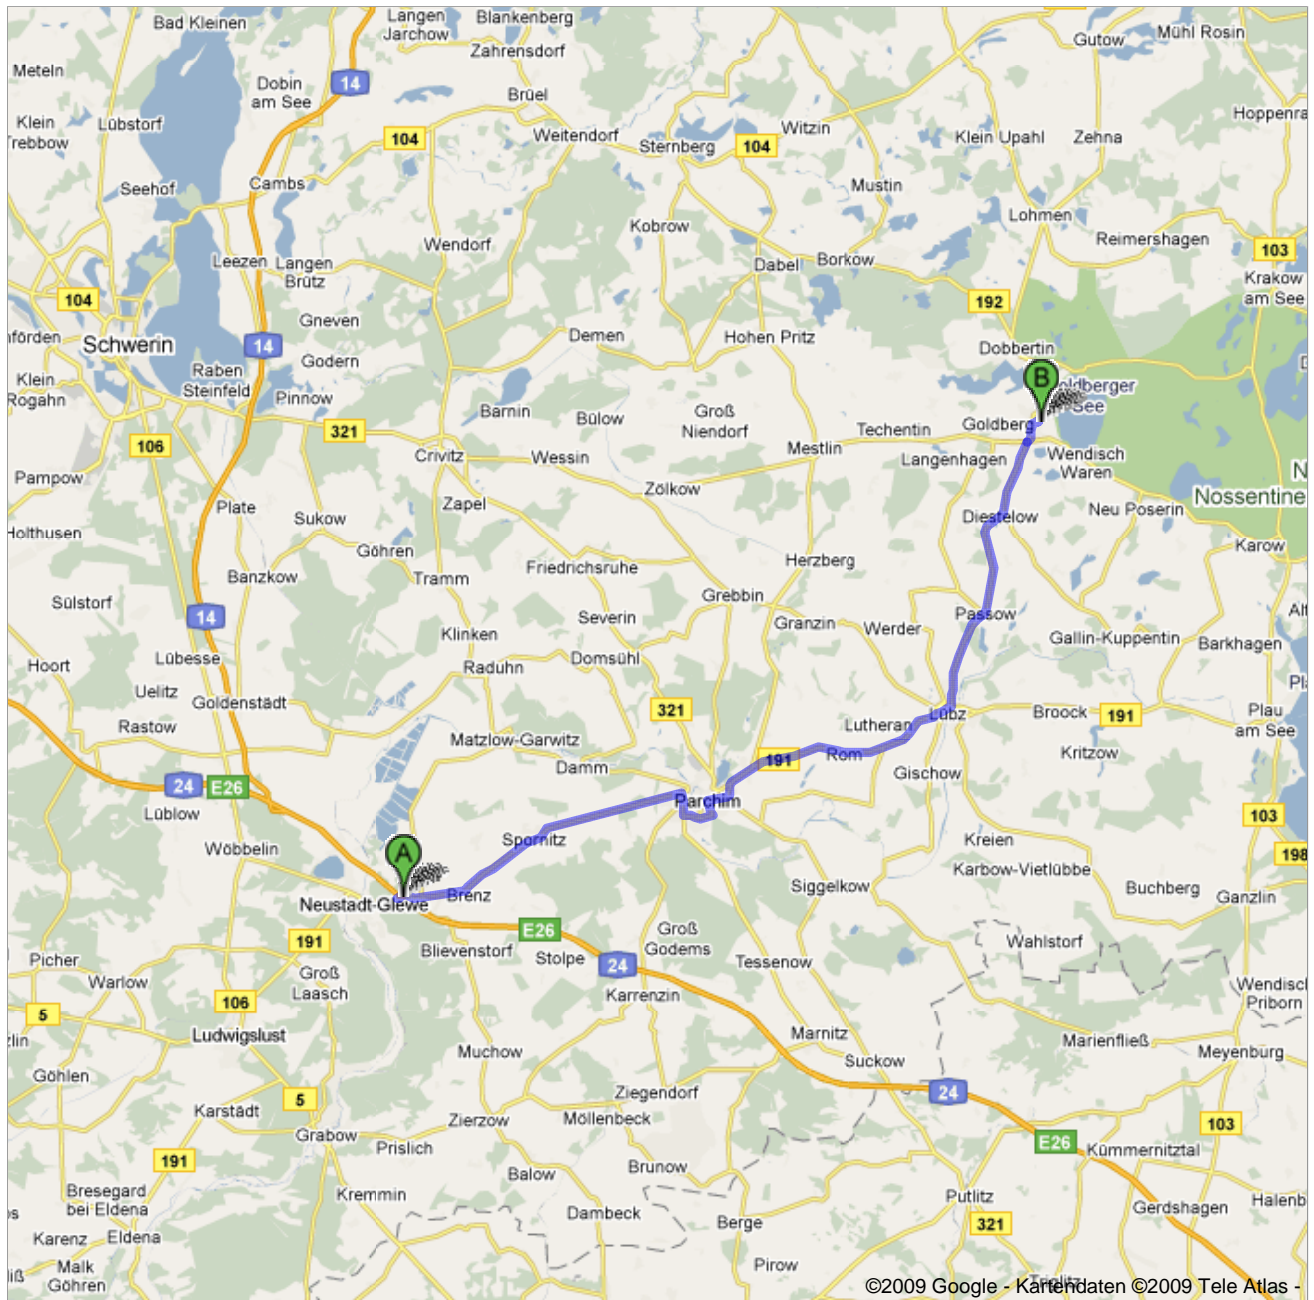 Bad Kleinen
Langen
Jarchow
Blankenberg
Zahrensdorf
Gutow
Mühl Rosin
Meteln
Dobin
am See
14
Brüel
Klein
Trebbow
Lübstorf
104
Weitendorf
Sternberg
104
Witzin
Klein Upahl
Zehna
Seehof
Cambs
Mustin
Lohmen
Kobrow
Reimershagen
103
Wendorf
Leezen
Langen
Brütz
Dabel
Borkow
Krakow
am See
104
192
Gneven
Schwerin
14
Godern
Demen
Hohen Pritz
Dobbertin
Klein
Rogahn
Raben
Steinfeld
Pinnow
B
oldberger
See
Barnin
Bülow
Groß
Niendorf
Techentin
Goldberg
106
321
Crivitz
Wessin
Mestlin
Langenhagen
Wendisch
Waren
Pampow
Zölkow
N
Nossentine
Plate
Zapel
Neu Poserin
Sukow
Diestelow
Holthusen
Göhren
Karow
Banzkow
Tramm
Friedrichsruhe
Herzberg
Sülstorf
Grebbin
14
Severin
Granzin
Werder
Passow
Klinken
Gallin-Kuppentin
Barkhagen
Hoort
Lübesse
Raduhn
Domsühl
Uelitz
Goldenstädt
321
Lutheran
Lübz
Broock
191
Plau
am See
Rastow
Matzlow-Garwitz
191
Rom
Kritzow
Damm
Gischow
24
E26
Parchim
Lüblow
103
Wöbbelin
A
Spornitz
Kreien
198
Karbow-Vietlübbe
Brenz
Siggelkow
Buchberg
Ganzlin
Neustadt-Glewe
191
E26
Groß
Godems
Wahlstorf
Blievenstorf
Stolpe
24
Tessenow
Picher
Warlow
Groß
Laasch
106
Karrenzin
Wendisch
Priborn
5
Ludwigslust
Marnitz
Marienfließ
Meyenburg
Göhlen
Muchow
Suckow
24
5
Ziegendorf
Karstädt
Möllenbeck
103
Grabow
Zierzow
E26
Prislich
Kümmernitztal
191
Balow
Brunow
Bresegard
bei Eldena
Kremmin
Putlitz
Halenb
Dambeck
Gerdshagen
Karenz
Eldena
Berge
321
Malk
Göhren
Pirow
Triglitz
©2009 Google - Kartendaten ©2009 Tele Atlas -